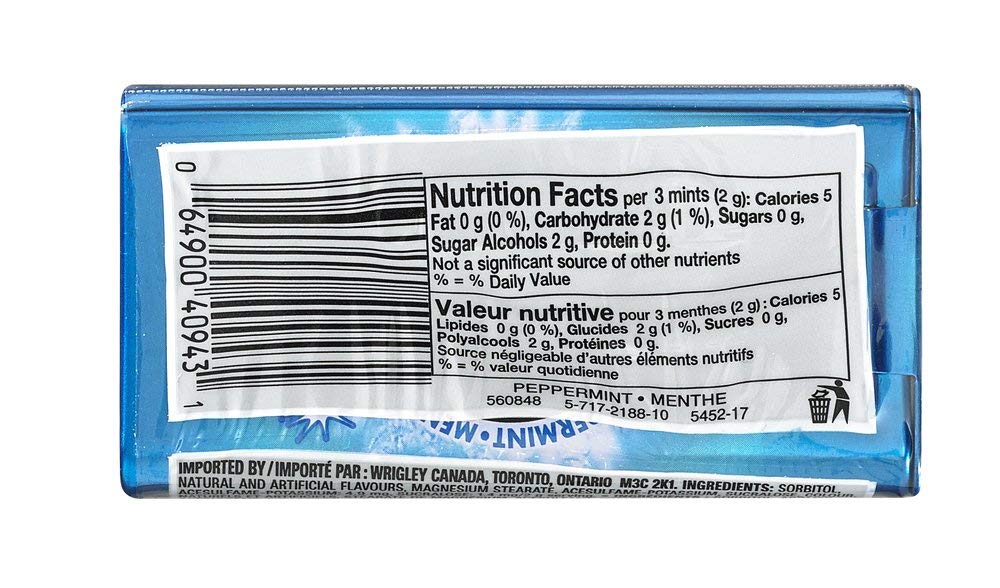 0 64900 40943 1
Nutrition Facts per 3 mints (2 g): Calories 5
Fat 0 g (0 %), Carbohydrate 2 g (1 %), Sugars 0 g,
Sugar Alcohols 2 g, Protein 0 g.
Not a significant source of other nutrients
% = % Daily Value
Valeur nutritive pour 3 menthes (2 g) : Calories 5
Lipides 0 g (0 %), Glucides 2 g (1 %), Sucres 0 g,
Polyalcools 2 g, Protéines 0 g.
Source négligeable d'autres éléments nutritifs
% = % valeur quotidienne
PEPPERMINT • MENTHE
560848 5-717-2188-10 5452-17
IMPORTED BY / IMPORTÉ PAR : WRIGLEY CANADA, TORONTO, ONTARIO M3C 2K1. INGREDIENTS: SORBITOL,
NATURAL AND ARTIFICIAL FLAVOURS, MAGNESIUM STEARATE, ACESULFAME-POTASSIUM, SUCRALOSE, COLOUR.